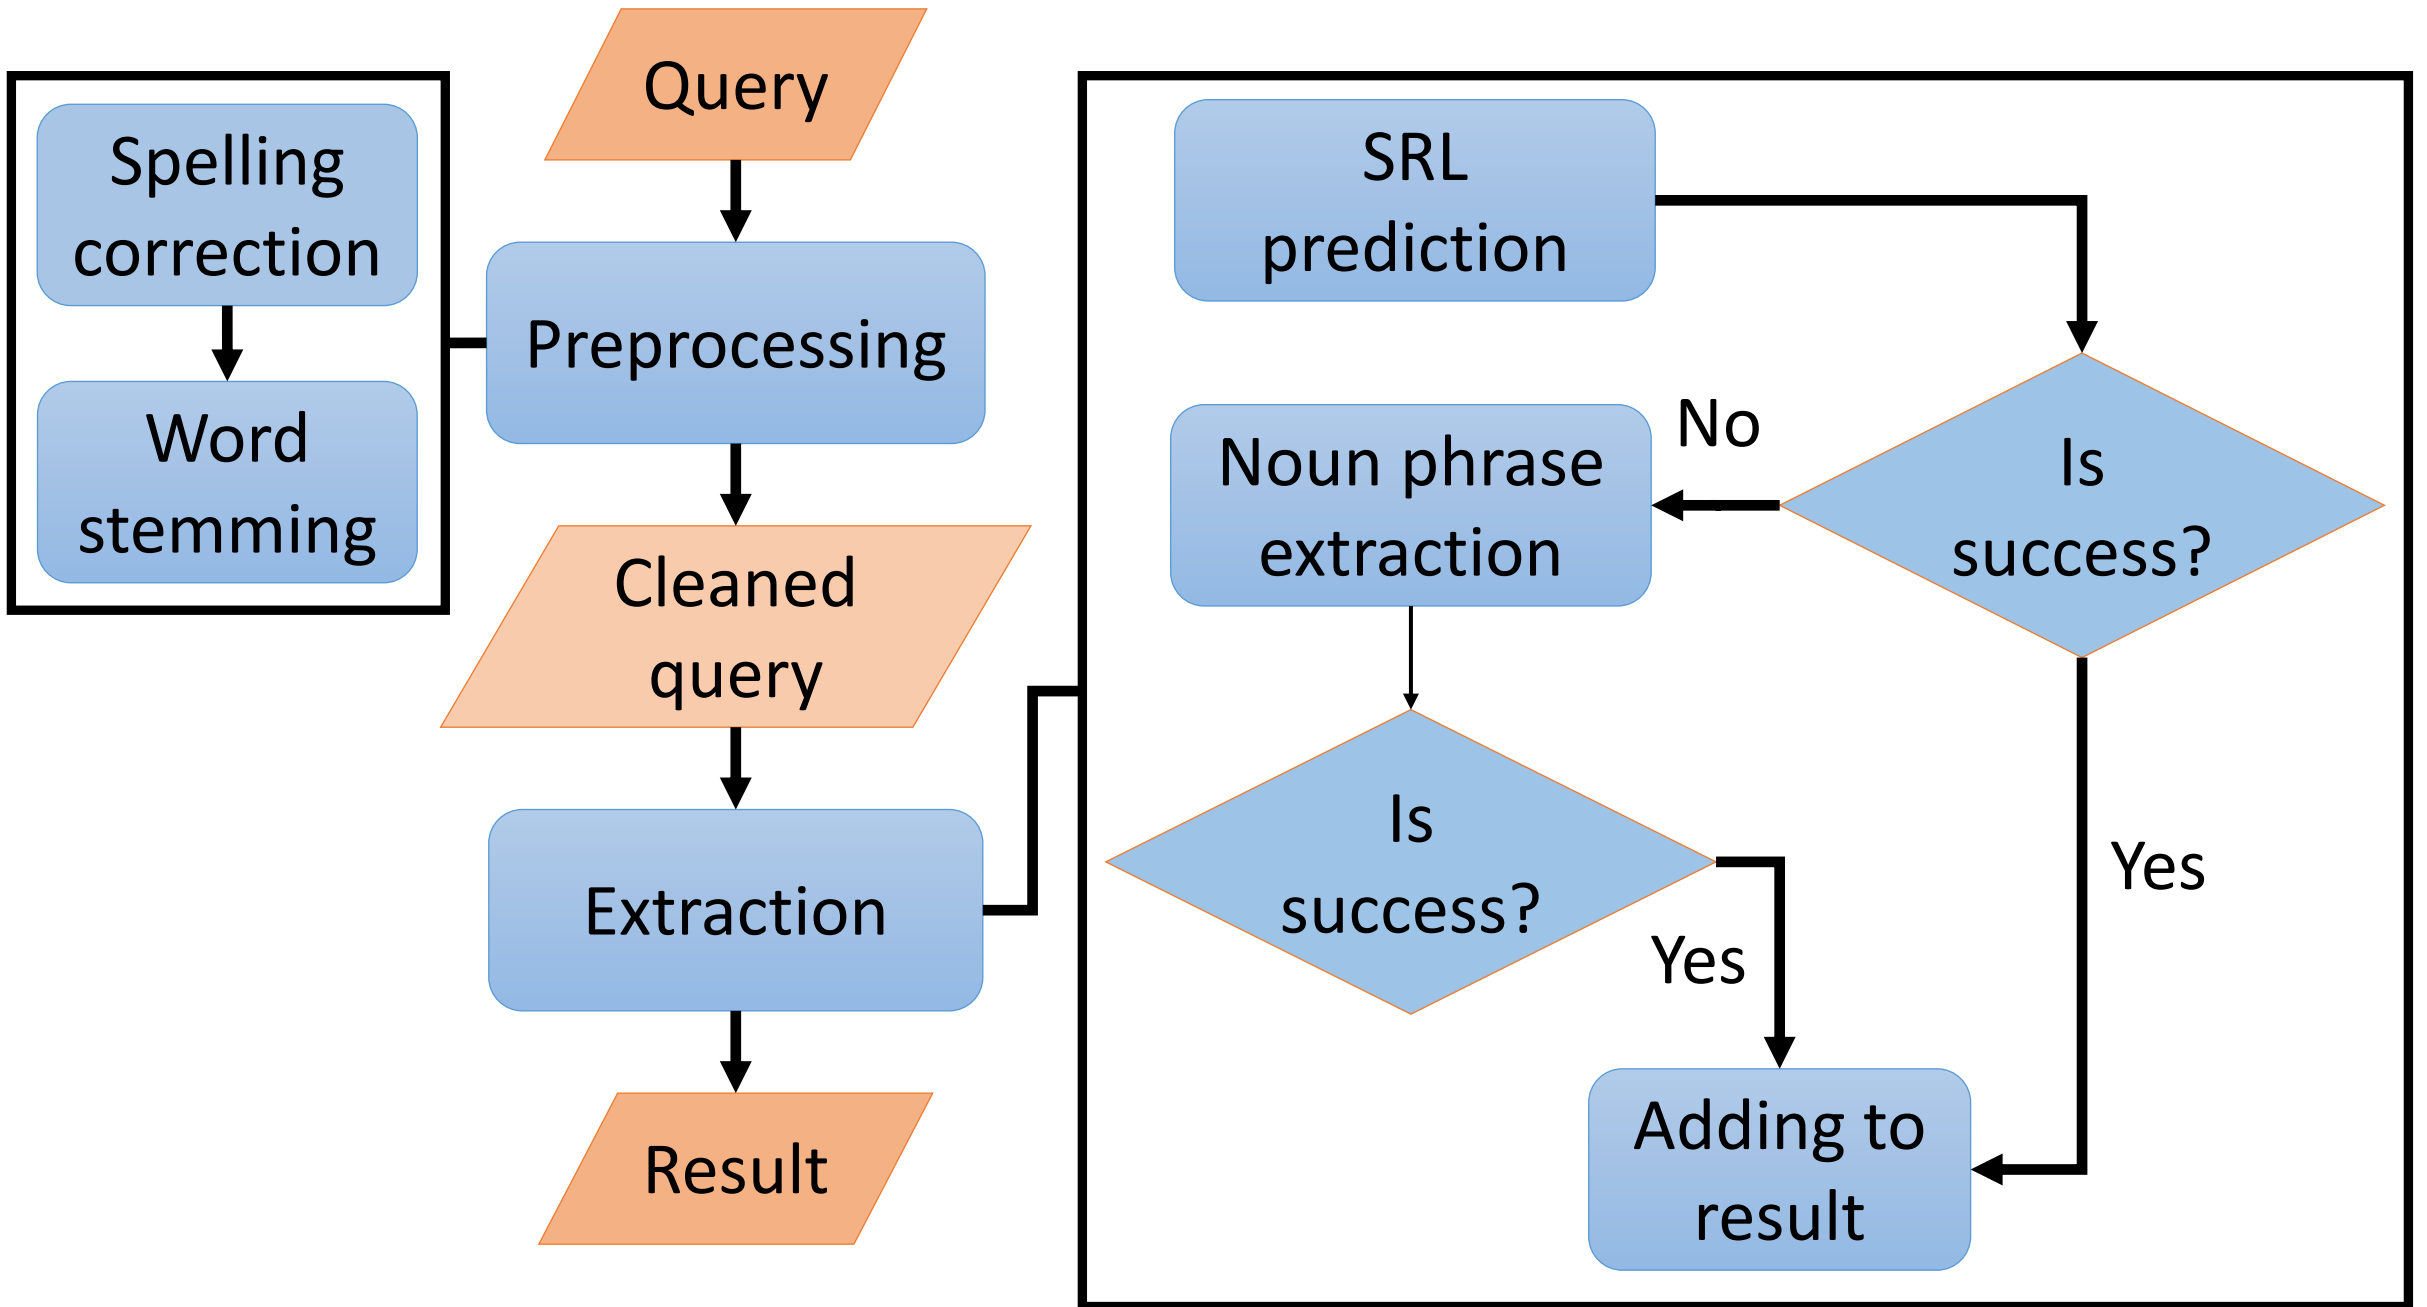 Query
Spelling
correction
Word
stemming
Preprocessing
Cleaned
query
Extraction
Result
SRL
prediction
Is
success?
No
Noun phrase
extraction
Is
success?
Yes
Yes
Adding to
result